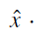 x̂ .